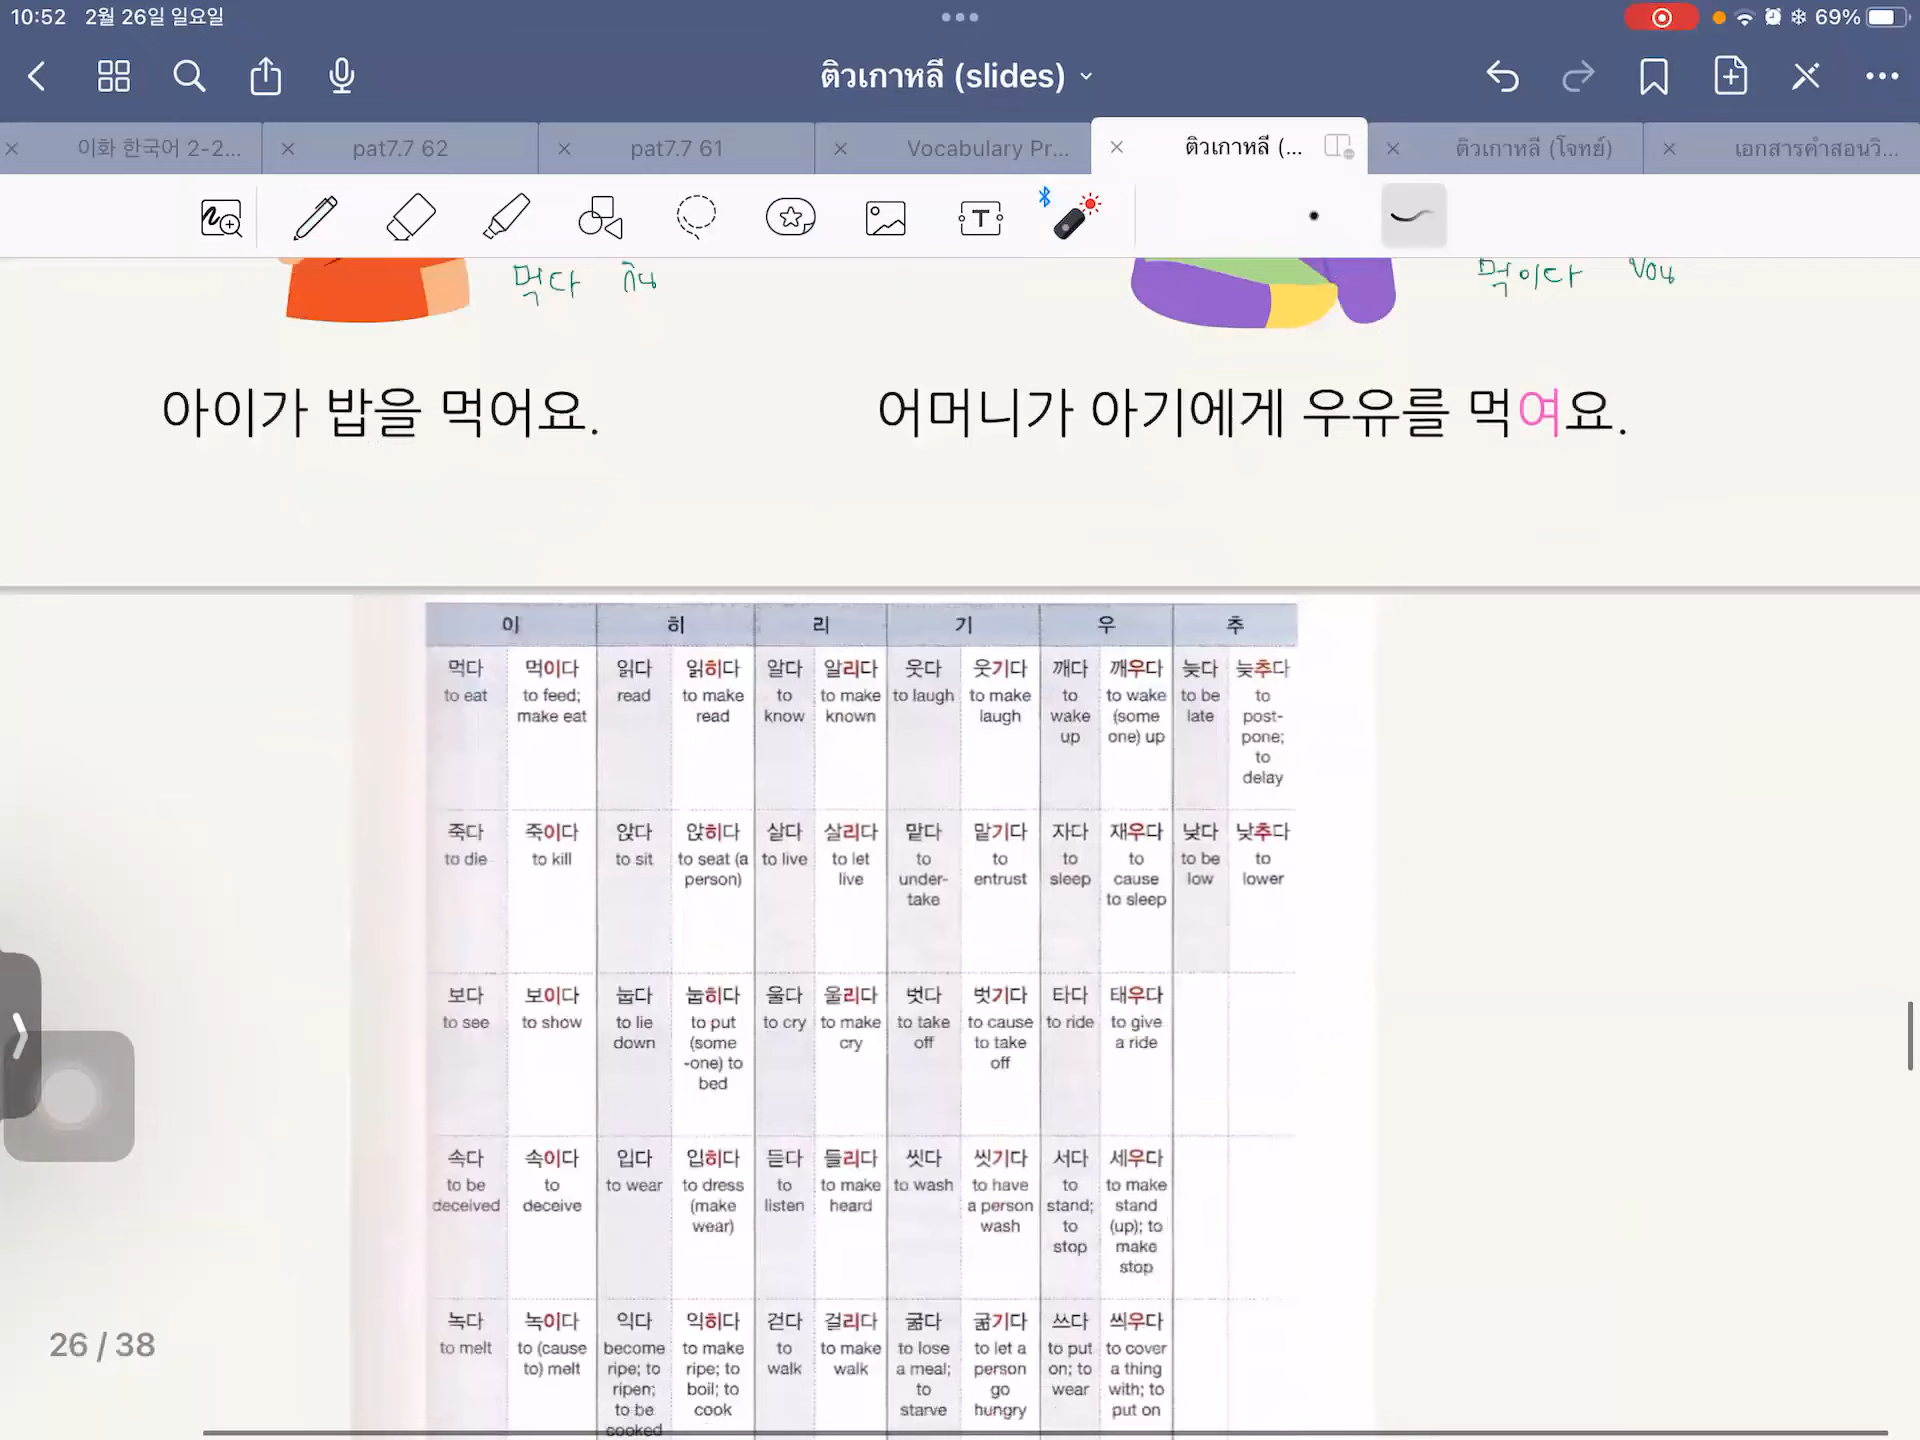 10:52 2월 26일 일요일
69%
ติวเกาหลี (slides)
이화 한국어 2-2...
pat7.7 62
pat7.7 61
Vocabulary Pr...
ติวเกาหลี (...
ติวเกาหลี (โจทย์)
เอกสารคำสอนวิ...
먹다 กิน
먹이다 ป้อน
아이가 밥을 먹어요.
어머니가 아기에게 우유를 먹여요.
이 히 리 기 우 추
먹다 먹이다 읽다 읽히다 알다 알리다 웃다 웃기다 깨다 깨우다 늦다 늦추다
to eat to feed; read to make to to make to laugh to make to to wake to be to
make eat read know known laugh wake (some late post-
up one) up pone;
to
delay
죽다 죽이다 앉다 앉히다 살다 살리다 맡다 맡기다 자다 재우다 낮다 낮추다
to die to kill to sit to seat (a to live to let to to to to to be to
person) live under- entrust sleep cause low lower
take to sleep
보다 보이다 눕다 눕히다 울다 울리다 벗다 벗기다 타다 태우다
to see to show to lie to put to cry to make to take to cause to ride to give
down (some cry off to take a ride
-one) to off
bed
속다 속이다 입다 입히다 듣다 들리다 씻다 씻기다 서다 세우다
to be to to wear to dress to to make to wash to have to to make
deceived deceive (make listen heard a person stand; stand
wear) wash to (up); to
stop make
stop
녹다 녹이다 익다 익히다 걷다 걸리다 굶다 굶기다 쓰다 씌우다
to melt to (cause become to make to to make to lose to let a to put to cover
to) melt ripe; to ripe; to walk walk a meal; person on; to a thing
ripen; boil; to to go wear with; to
to be cook starve hungry put on
cooked
26 / 38